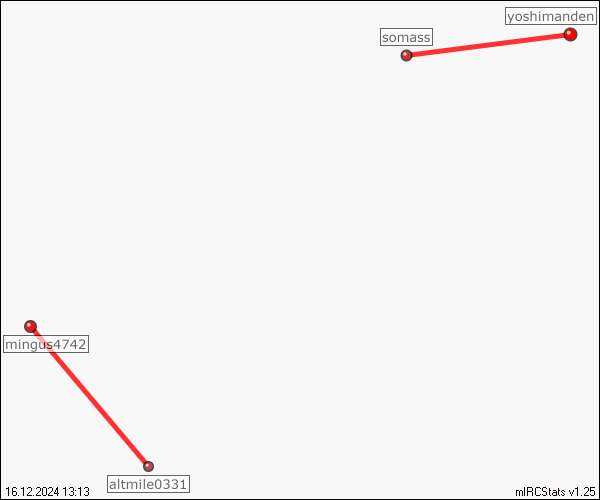 yoshimanden
somass
mingus4742
altmile0331
16.12.2024 13:13
mIRCStats v1.25